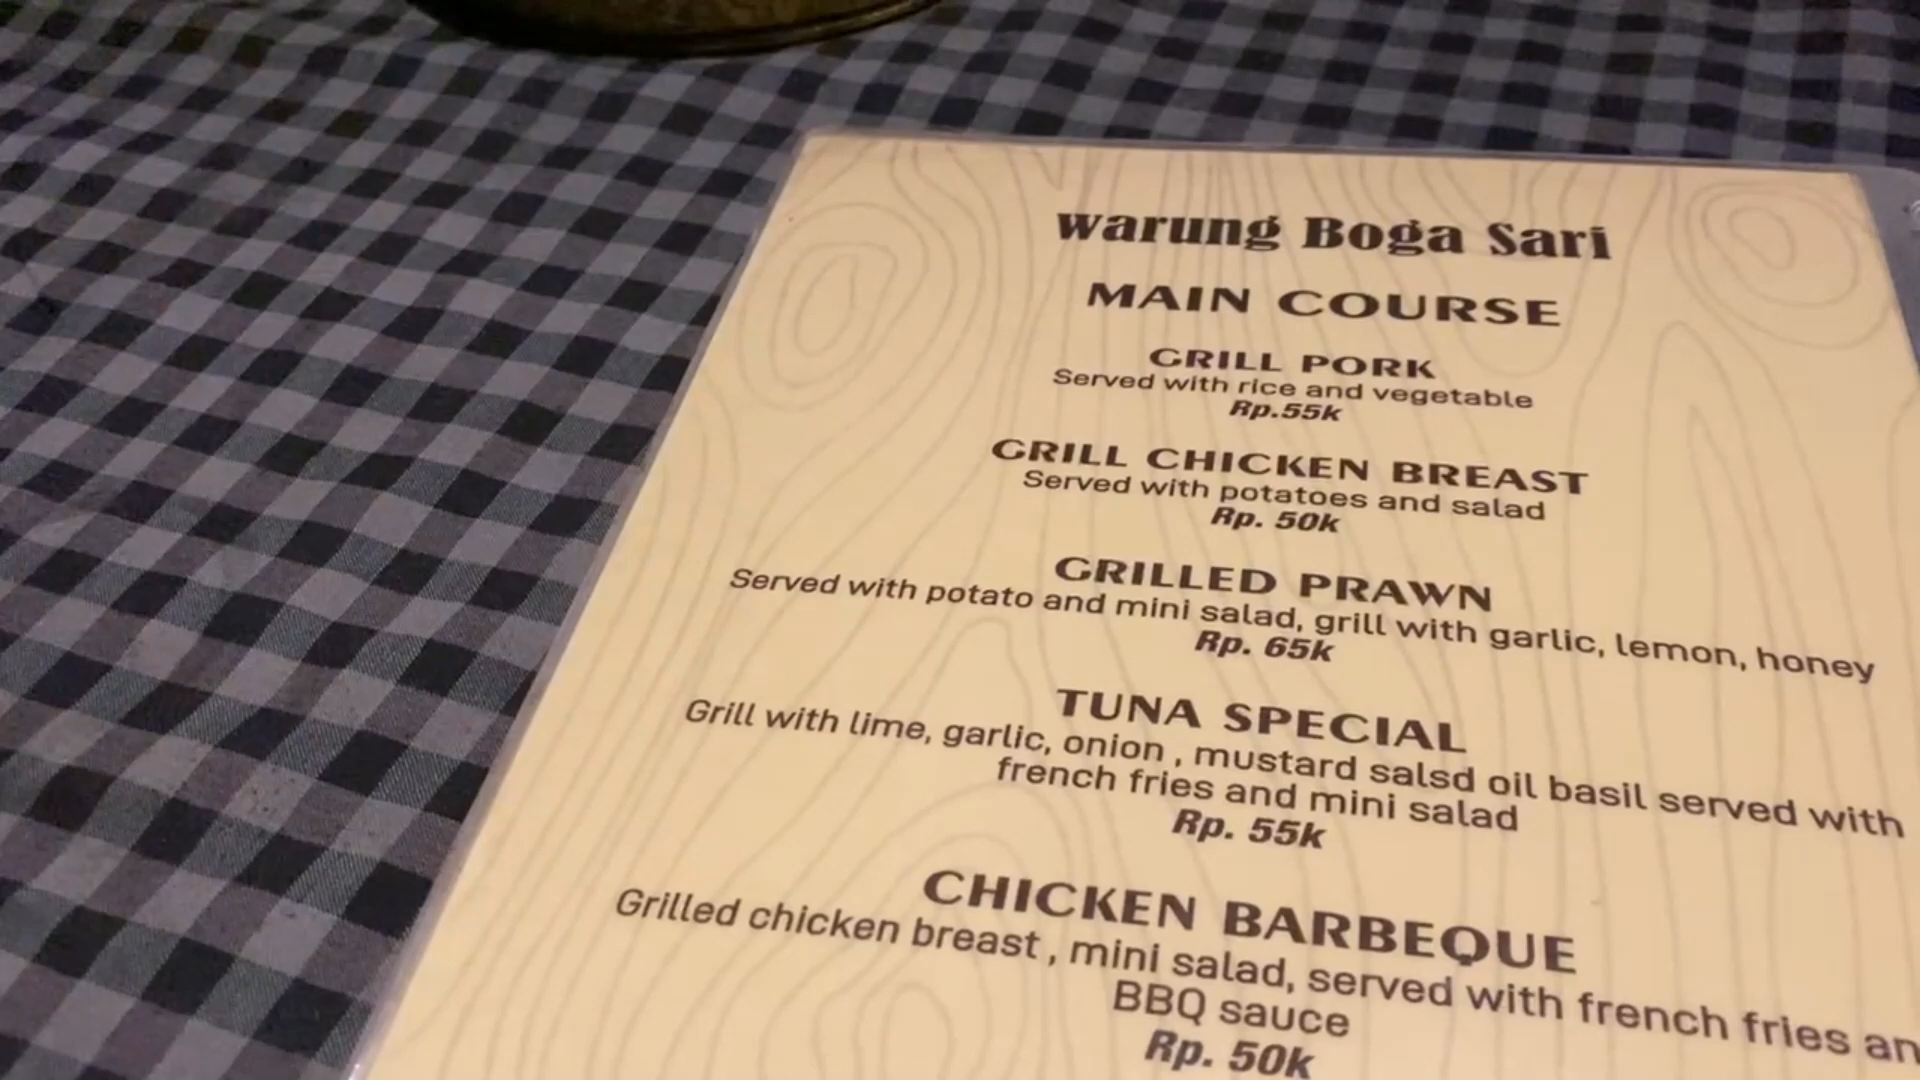 warung Boga Sari
MAIN COURSE
GRILL PORK
Served with rice and vegetable
Rp.55k
GRILL CHICKEN BREAST
Served with potatoes and salad
Rp. 50k
GRILLED PRAWN
Served with potato and mini salad, grill with garlic, lemon, honey
Rp. 65k
TUNA SPECIAL
Grill with lime, garlic, onion , mustard salsd oil basil served with
french fries and mini salad
Rp. 55k
CHICKEN BARBEQUE
Grilled chicken breast , mini salad, served with french fries
BBQ sauce
Rp. 50k